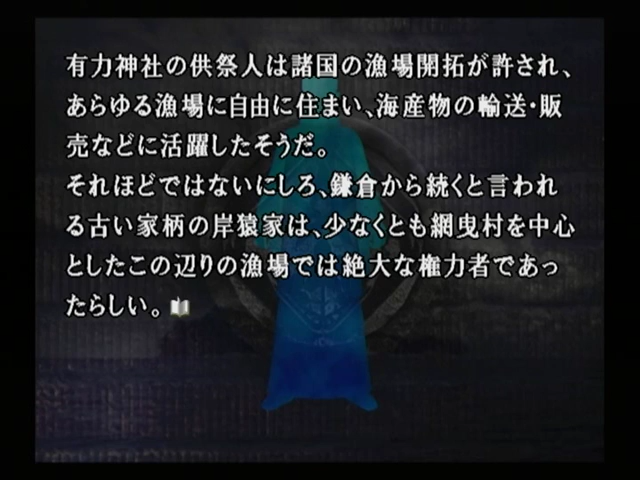 有力神社の供祭人は諸国の漁場開拓が許され、
あらゆる漁場に自由に住まい、海産物の輸送・販
売などに活躍したそうだ。
それほどではないにしろ、鎌倉から続くと言われ
る古い家柄の岸猿家は、少なくとも網曳村を中心
としたこの辺りの漁場では絶大な権力者であっ
たらしい。